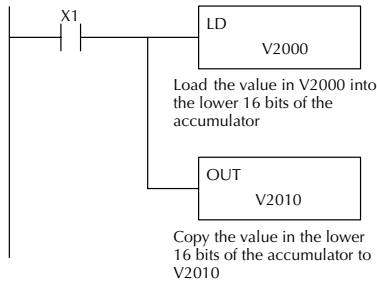 X1
LD
V2000
Load the value in V2000 into
the lower 16 bits of the
accumulator
OUT
V2010
Copy the value in the lower
16 bits of the accumulator to
V2010